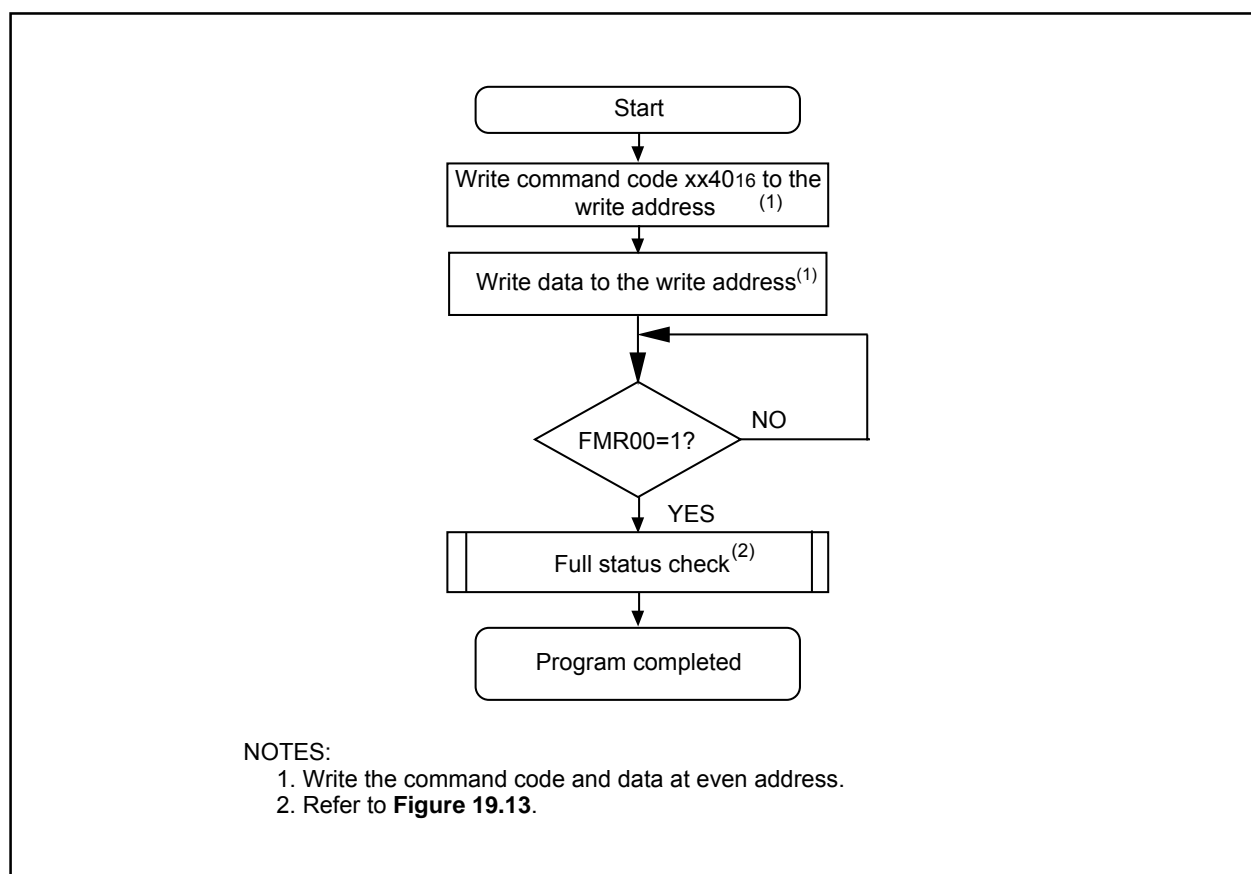 Start
Write command code xx4016 to the
write address (1)
Write data to the write address(1)
FMR00=1?
NO
YES
Full status check(2)
Program completed
NOTES:
1. Write the command code and data at even address.
2. Refer to Figure 19.13.